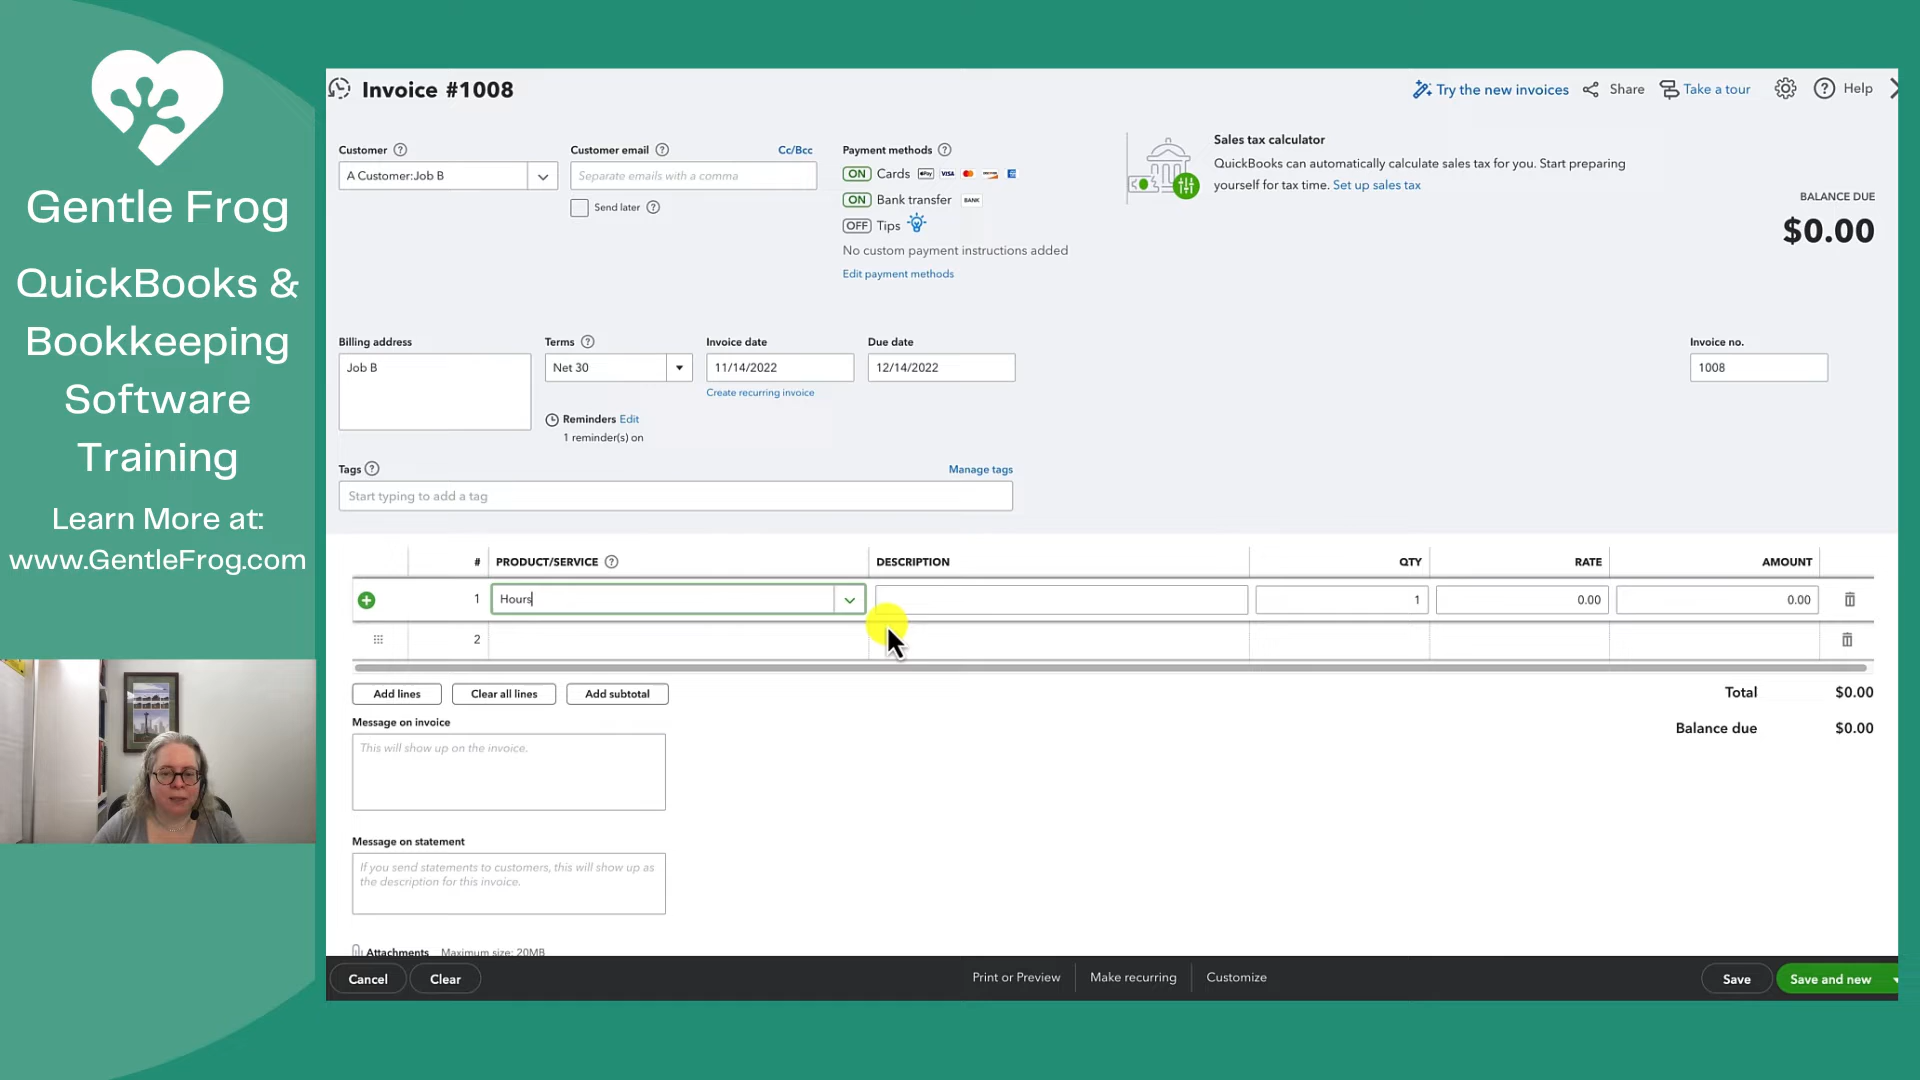 Gentle Frog
QuickBooks &
Bookkeeping
Software
Training
Learn More at:
www.GentleFrog.com
Invoice #1008
Try the new invoices
Share
Take a tour
Help
Customer
A Customer:Job B
Customer email
Cc/Bcc
Separate emails with a comma
Send later
Payment methods
ON Cards Pay VISA
ON Bank transfer BANK
OFF Tips
No custom payment instructions added
Edit payment methods
Sales tax calculator
QuickBooks can automatically calculate sales tax for you. Start preparing
yourself for tax time. Set up sales tax
BALANCE DUE
$0.00
Billing address
Job B
Terms
Net 30
Invoice date
11/14/2022
Create recurring invoice
Due date
12/14/2022
Invoice no.
1008
Reminders Edit
1 reminder(s) on
Tags
Manage tags
Start typing to add a tag
# PRODUCT/SERVICE DESCRIPTION QTY RATE AMOUNT
1 Hours 1 0.00 0.00
2
Add lines Clear all lines Add subtotal
Total $0.00
Balance due $0.00
Message on invoice
This will show up on the invoice.
Message on statement
If you send statements to customers, this will show up as
the description for this invoice.
Attachments Maximum size: 20MB
Cancel Clear Print or Preview Make recurring Customize Save Save and new